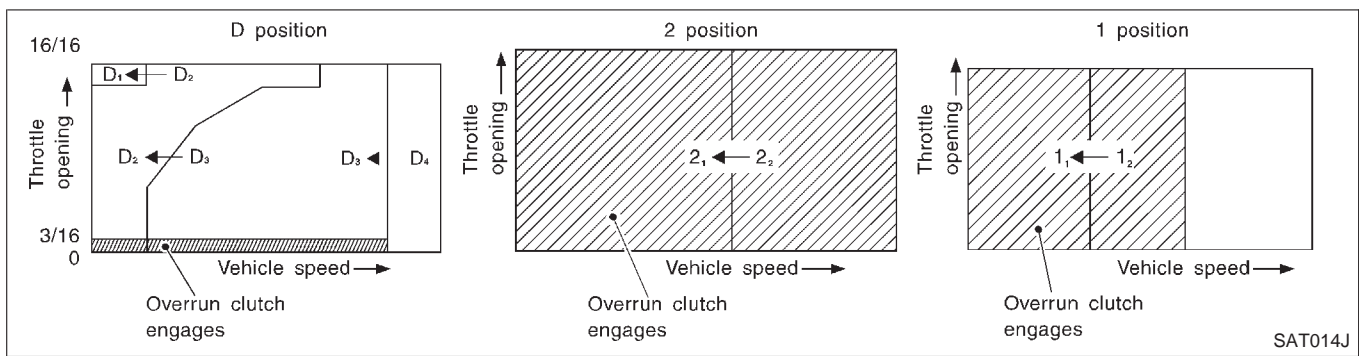 D position
16/16
D₁ ← D₂
D₂ ← D₃
D₃ ◄ D₄
Throttle
opening →
3/16
0
Vehicle speed →
Overrun clutch
engages
2 position
Throttle
opening →
2₁ ← 2₂
Vehicle speed →
Overrun clutch
engages
1 position
Throttle
opening →
1₁ ← 1₂
Vehicle speed →
Overrun clutch
engages
SAT014J